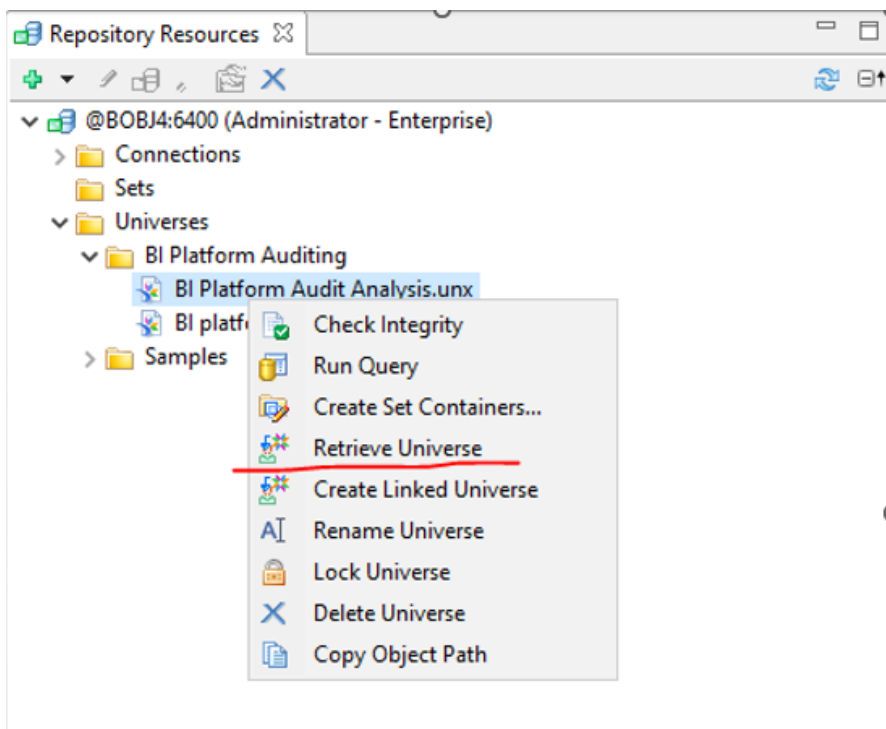 Repository Resources
@BOBJ4:6400 (Administrator - Enterprise)
Connections
Sets
Universes
BI Platform Auditing
BI Platform Audit Analysis.unx
BI platf
Samples
Check Integrity
Run Query
Create Set Containers...
Retrieve Universe
Create Linked Universe
Rename Universe
Lock Universe
Delete Universe
Copy Object Path